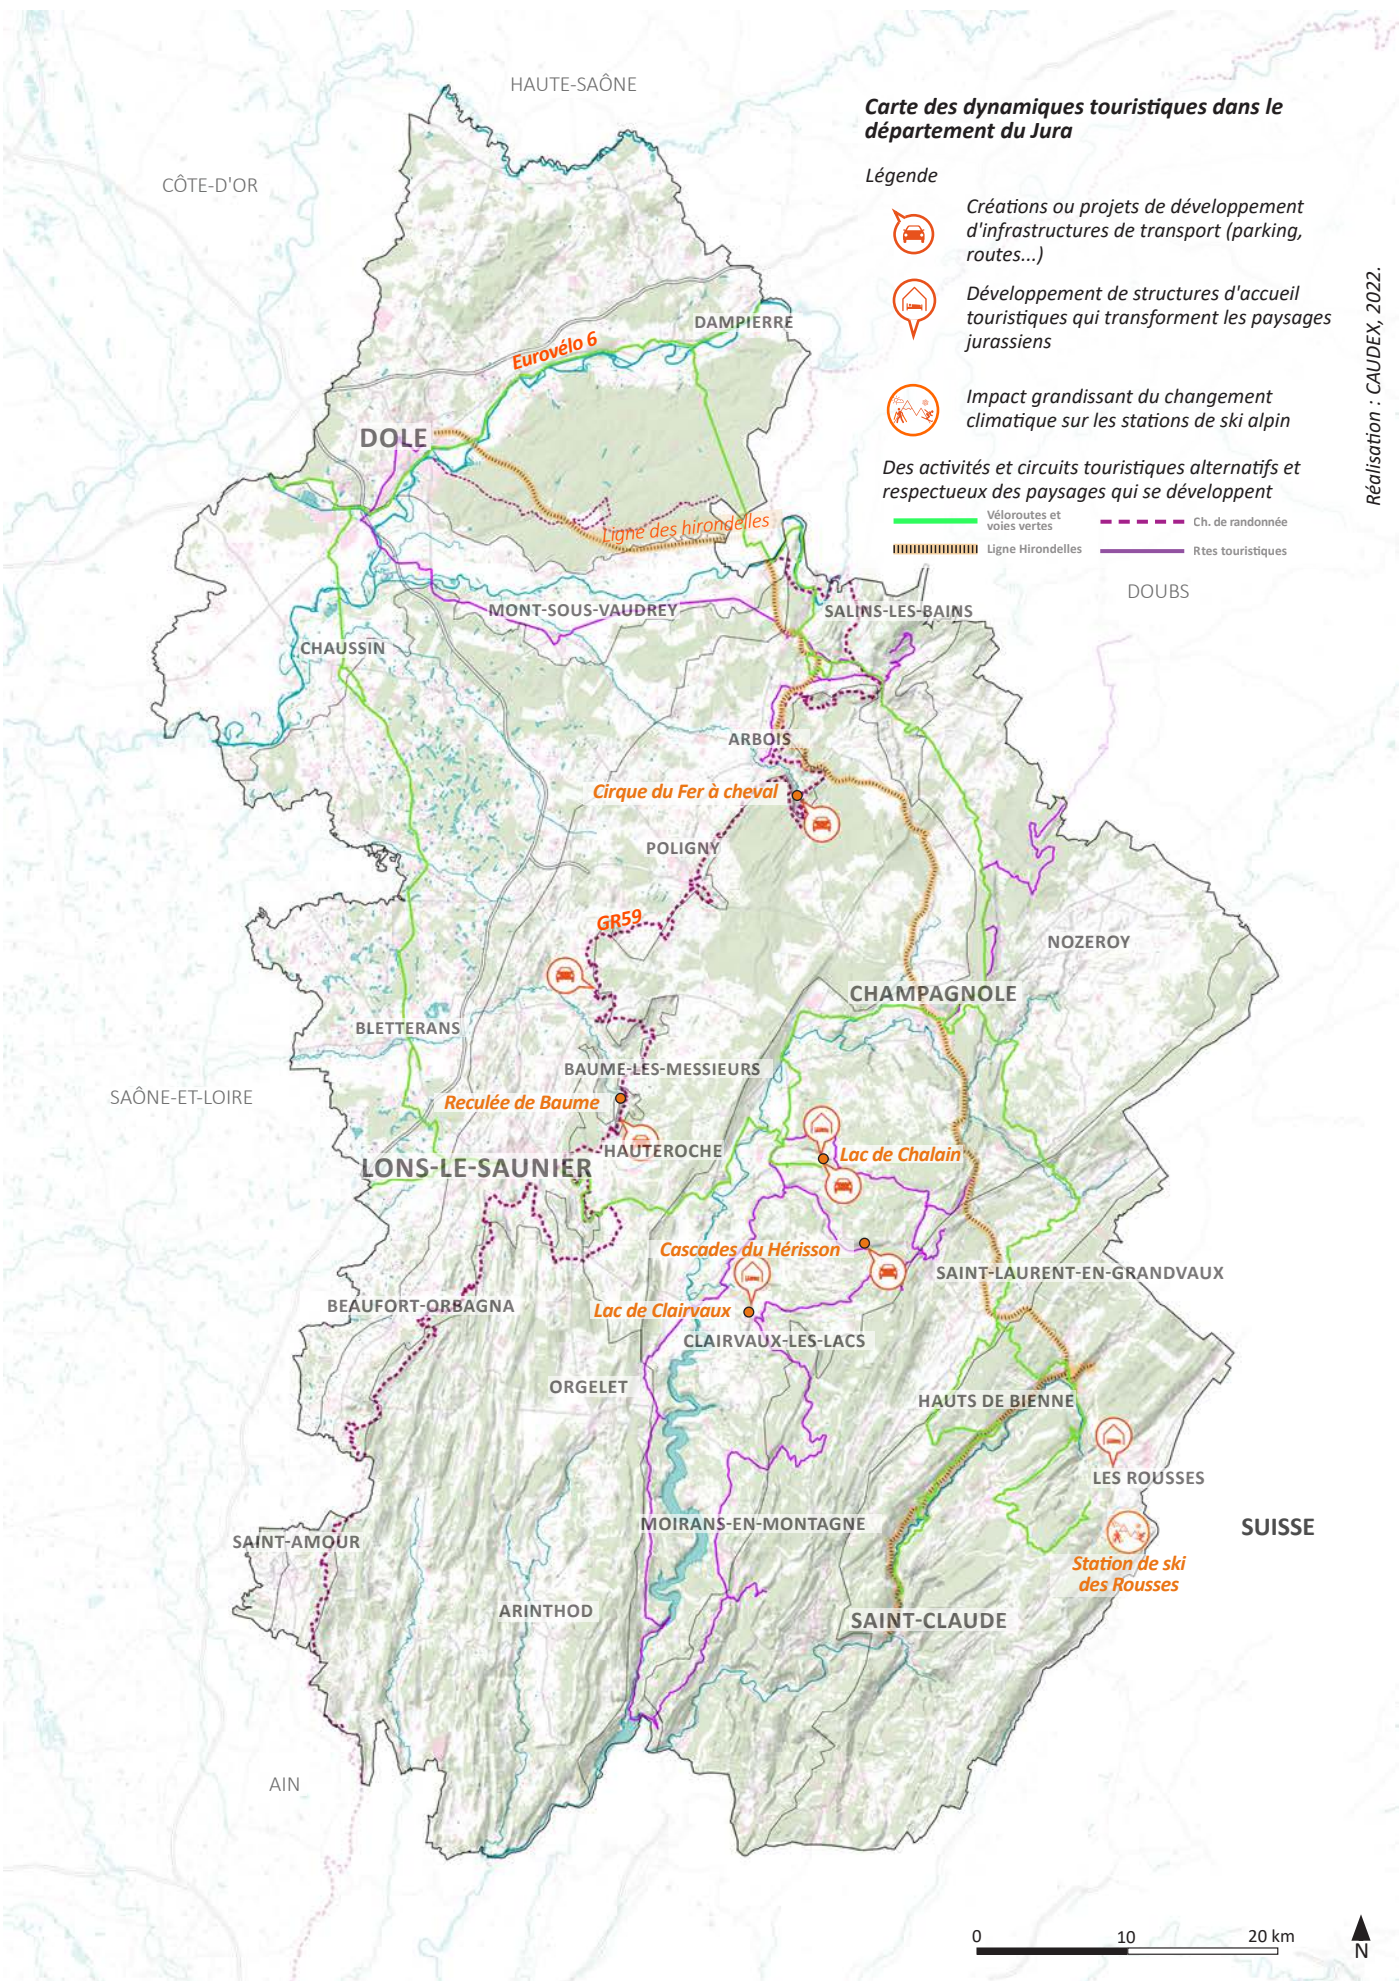 HAUTE-SAÔNE
Carte des dynamiques touristiques dans le
département du Jura
Légende
CÔTE-D'OR
Créations ou projets de développement
d'infrastructures de transport (parking,
routes...)
Développement de structures d'accueil
touristiques qui transforment les paysages
jurassiens
Impact grandissant du changement
climatique sur les stations de ski alpin
Des activités et circuits touristiques alternatifs et
respectueux des paysages qui se développent
Véloroutes et
voies vertes
Ch. de randonnée
Ligne Hirondelles
Rtes touristiques
Réalisation : CAUDEX, 2022.
DAMPIERRE
Eurovélo 6
DOLE
Ligne des hirondelles
DOUBS
MONT-SOUS-VAUDREY
SALINS-LES-BAINS
CHAUSSIN
ARBOIS
Cirque du Fer à cheval
POLIGNY
GR59
NOZEROY
CHAMPAGNOLE
BLETTERANS
BAUME-LES-MESSIEURS
SAÔNE-ET-LOIRE
Reculée de Baume
HAUTEROCHE
Lac de Chalain
LONS-LE-SAUNIER
Cascades du Hérisson
SAINT-LAURENT-EN-GRANDVAUX
BEAUFORT-ORBAGNA
Lac de Clairvaux
CLAIRVAUX-LES-LACS
ORGELET
HAUTS DE BIENNE
LES ROUSSES
MOIRANS-EN-MONTAGNE
SUISSE
SAINT-AMOUR
Station de ski
des Rousses
ARINTHOD
SAINT-CLAUDE
AIN
0 10 20 km
N